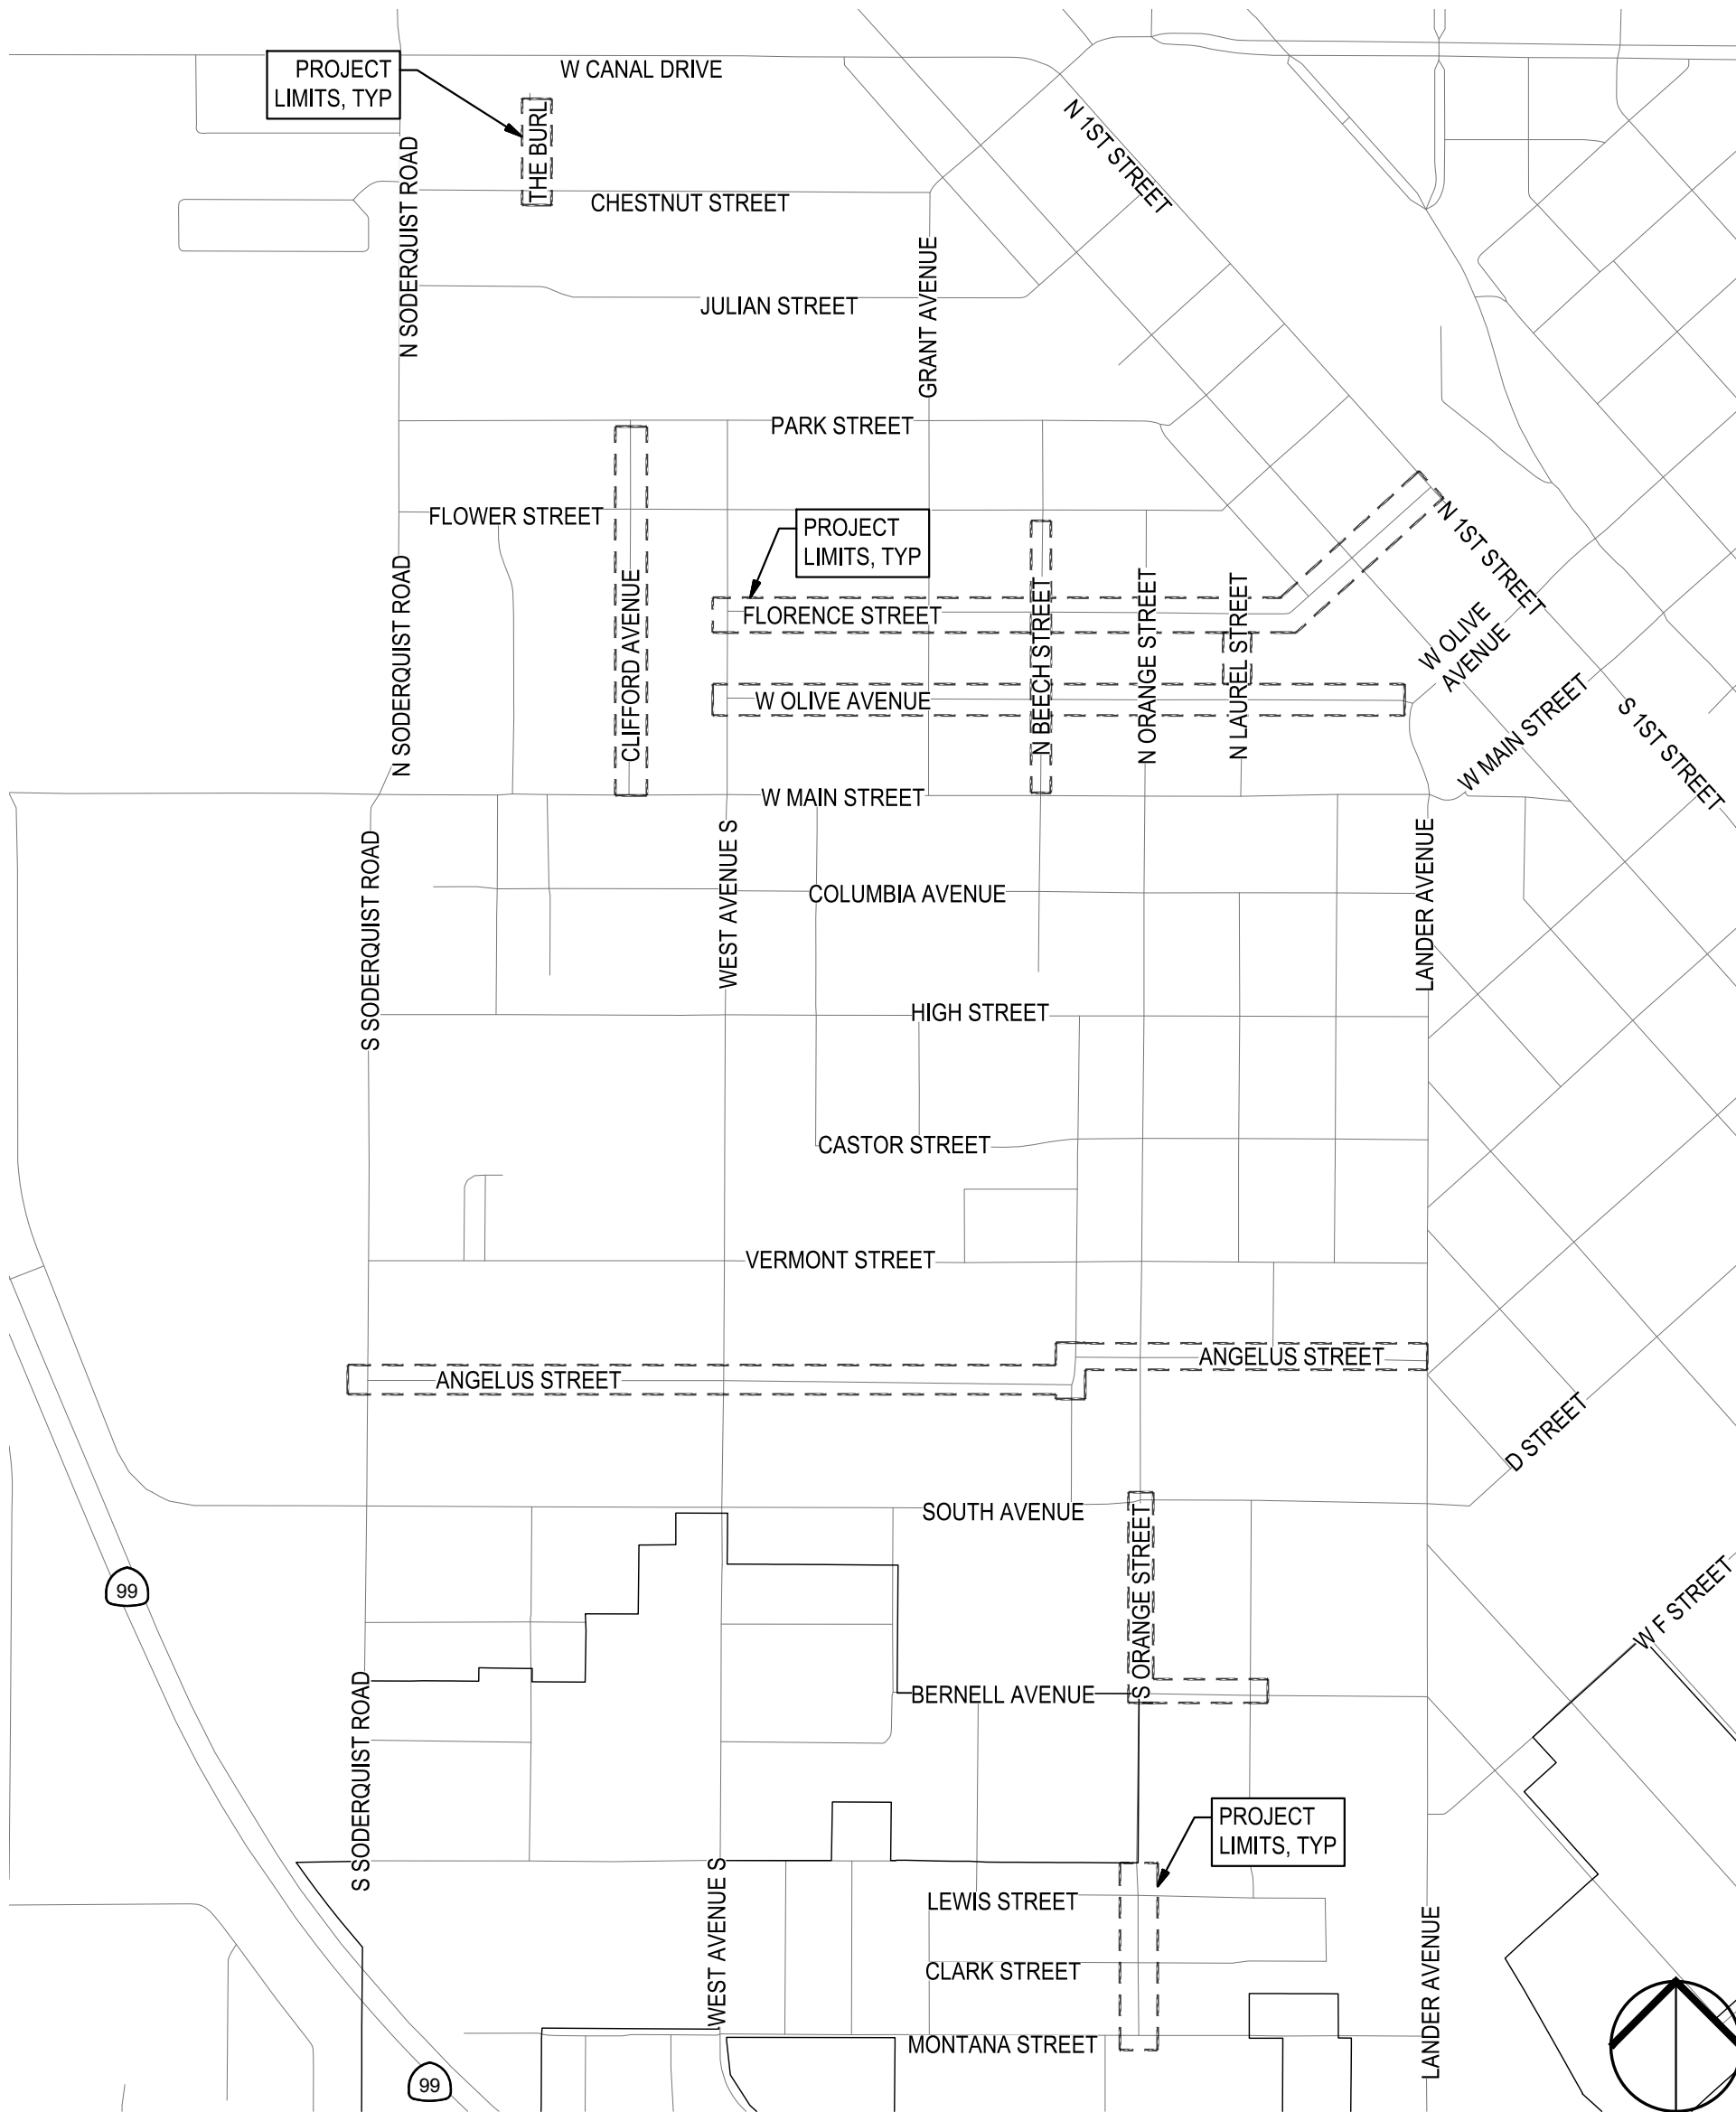 PROJECT
LIMITS, TYP
W CANAL DRIVE
THE BURL
N 1ST STREET
N SODERQUIST ROAD
CHESTNUT STREET
GRANT AVENUE
JULIAN STREET
PARK STREET
FLOWER STREET
PROJECT
LIMITS, TYP
N 1ST STREET
N SODERQUIST ROAD
CLIFFORD AVENUE
FLORENCE STREET
N BEECH STREET
N ORANGE STREET
N LAUREL STREET
W OLIVE
AVENUE
W OLIVE AVENUE
W MAIN STREET
S 1ST STREET
W MAIN STREET
S SODERQUIST ROAD
WEST AVENUE S
LANDER AVENUE
COLUMBIA AVENUE
HIGH STREET
CASTOR STREET
VERMONT STREET
ANGELUS STREET
ANGELUS STREET
D STREET
SOUTH AVENUE
S ORANGE STREET
99
W F STREET
BERNELL AVENUE
S SODERQUIST ROAD
PROJECT
LIMITS, TYP
WEST AVENUE S
LEWIS STREET
LANDER AVENUE
CLARK STREET
MONTANA STREET
99